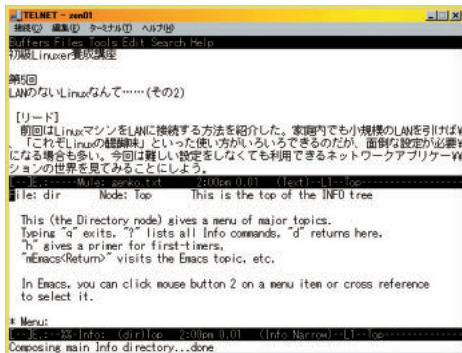 TELNET - zen01
接続(C) 編集(E) ターミナル(T) ヘルプ(H)
Buffers Files Tools Edit Search Help
初級Linuxer養成講座
第5回
LANのないLinuxなんて……(その2)
［リード］
前回はLinuxマシンをLANに接続する方法を紹介した。家庭内でも小規模のLANを引けば¥
、「これぞLinuxの醍醐味」といった使い方がいろいろできるのだが、面倒な設定が必要¥
になる場合も多い。今回は難しい設定をしなくても利用できるネットワークアプリケー¥
ションの世界を見てみることにしよう。
[--]E.:-----Mule: genko.txt 2:00pm 0.01 (Text)--L1--Top---------------
File: dir Node: Top This is the top of the INFO tree
This (the Directory node) gives a menu of major topics.
Typing "q" exits, "?" lists all Info commands, "d" returns here,
"h" gives a primer for first-timers,
"mEmacs<Return>" visits the Emacs topic, etc.
In Emacs, you can click mouse button 2 on a menu item or cross reference
to select it.
* Menu:
[--]E.:--%%-Info: (dir)Top 2:00pm 0.01 (Info Narrow)--L1--Top---------------
Composing main Info directory...done